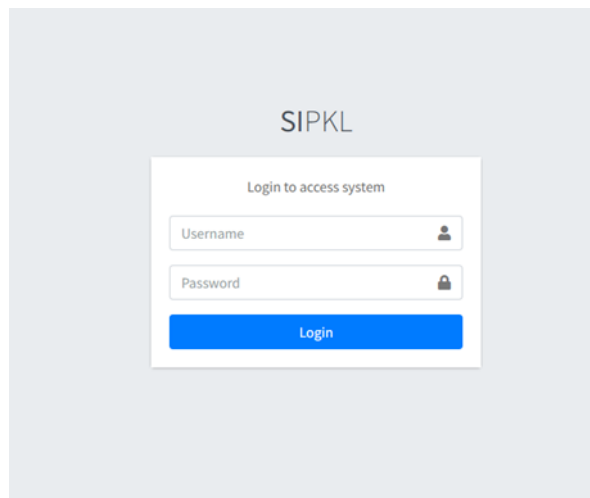 SIPKL
Login to access system
Username
Password
Login